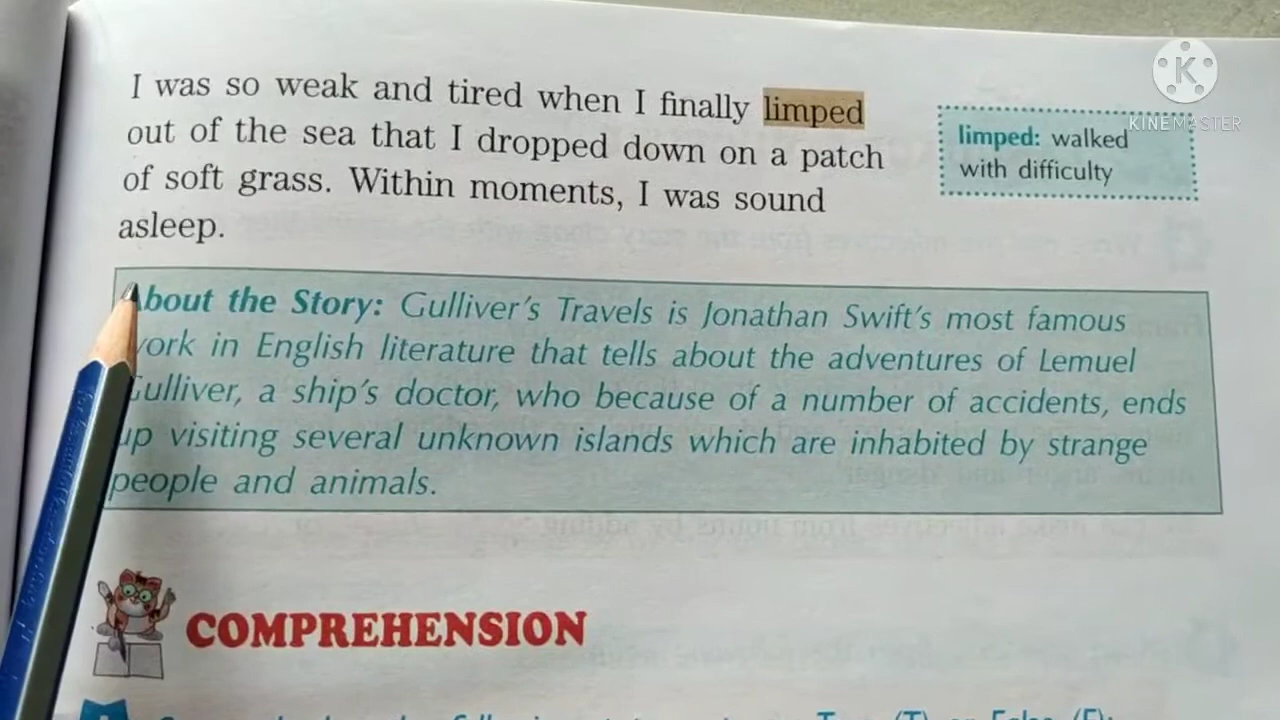 I was so weak and tired when I finally limped
out of the sea that I dropped down on a patch
of soft grass. Within moments, I was sound
asleep.
limped: walked
with difficulty
KINEMASTER
About the Story: Gulliver's Travels is Jonathan Swift's most famous
work in English literature that tells about the adventures of Lemuel
Gulliver, a ship's doctor, who because of a number of accidents, ends
up visiting several unknown islands which are inhabited by strange
people and animals.
COMPREHENSION
(T) or False (F):